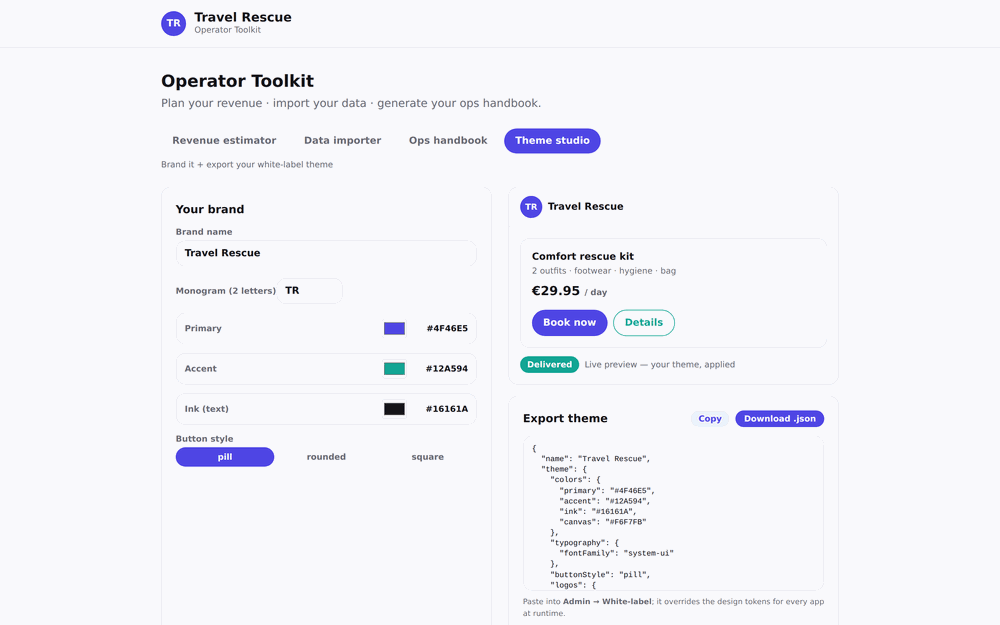 TR
Travel Rescue
Operator Toolkit
Operator Toolkit
Plan your revenue · import your data · generate your ops handbook.
Revenue estimator Data importer Ops handbook Theme studio
Brand it + export your white-label theme
Your brand
Brand name
Travel Rescue
Monogram (2 letters) TR
Primary #4F46E5
Accent #12A594
Ink (text) #16161A
Button style
pill rounded square
TR Travel Rescue
Comfort rescue kit
2 outfits · footwear · hygiene · bag
€29.95 / day
Book now Details
Delivered Live preview — your theme, applied
Export theme Copy Download .json
{
"name": "Travel Rescue",
"theme": {
"colors": {
"primary": "#4F46E5",
"accent": "#12A594",
"ink": "#16161A",
"canvas": "#F6F7FB"
},
"typography": {
"fontFamily": "system-ui"
},
"buttonStyle": "pill",
"logos": {
Paste into Admin → White-label; it overrides the design tokens for every app
at runtime.